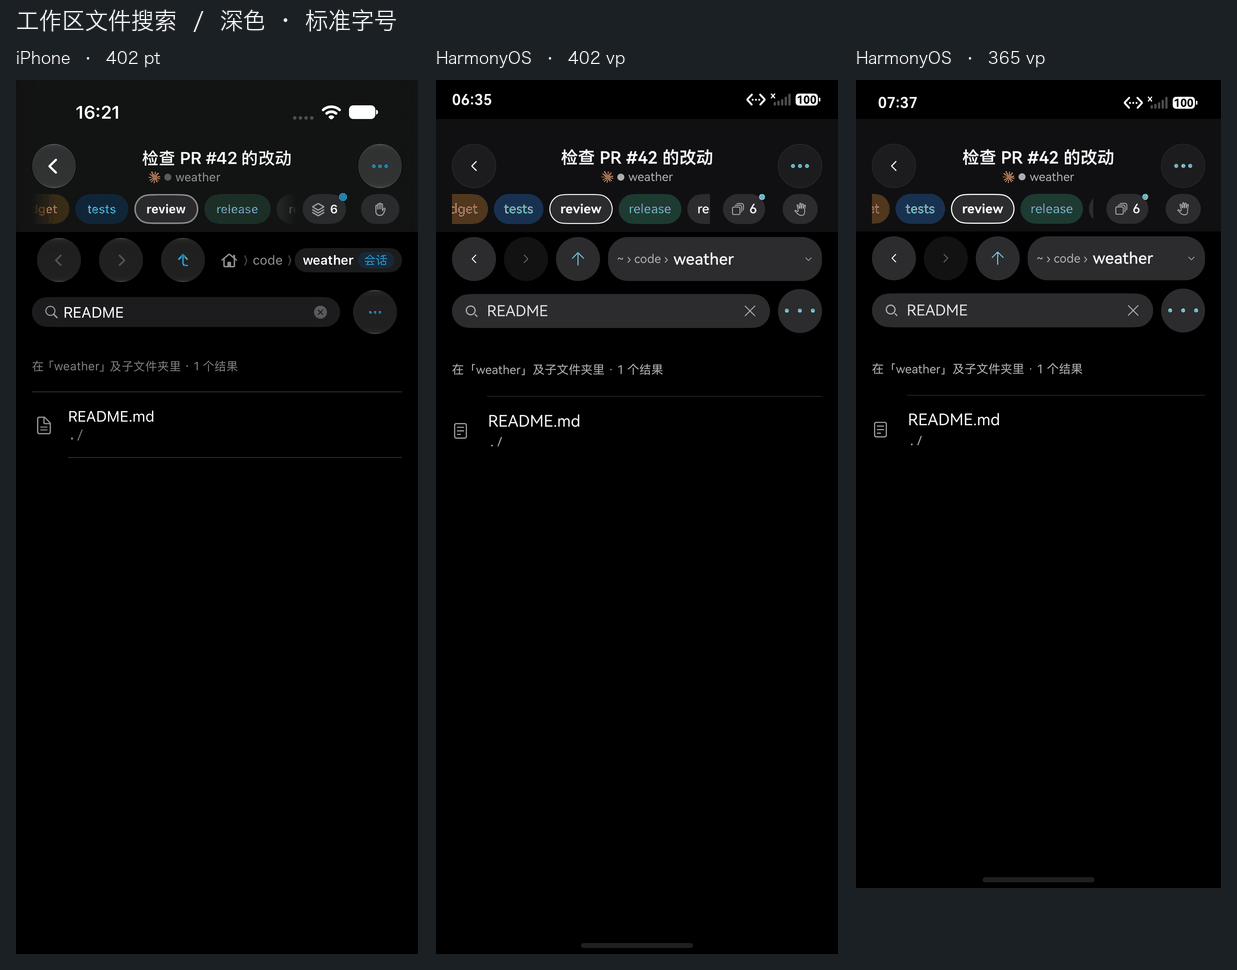 工作区文件搜索 / 深色 · 标准字号
iPhone · 402 pt
16:21
检查 PR #42 的改动
weather
dget tests review release 6
code weather 会话
README
在「weather」及子文件夹里 · 1 个结果
README.md
./
HarmonyOS · 402 vp
06:35
100
检查 PR #42 的改动
weather
dget tests review release re 6
~ › code › weather
README
在「weather」及子文件夹里 · 1 个结果
README.md
./
HarmonyOS · 365 vp
07:37
100
检查 PR #42 的改动
weather
et tests review release 6
~ › code › weather
README
在「weather」及子文件夹里 · 1 个结果
README.md
./